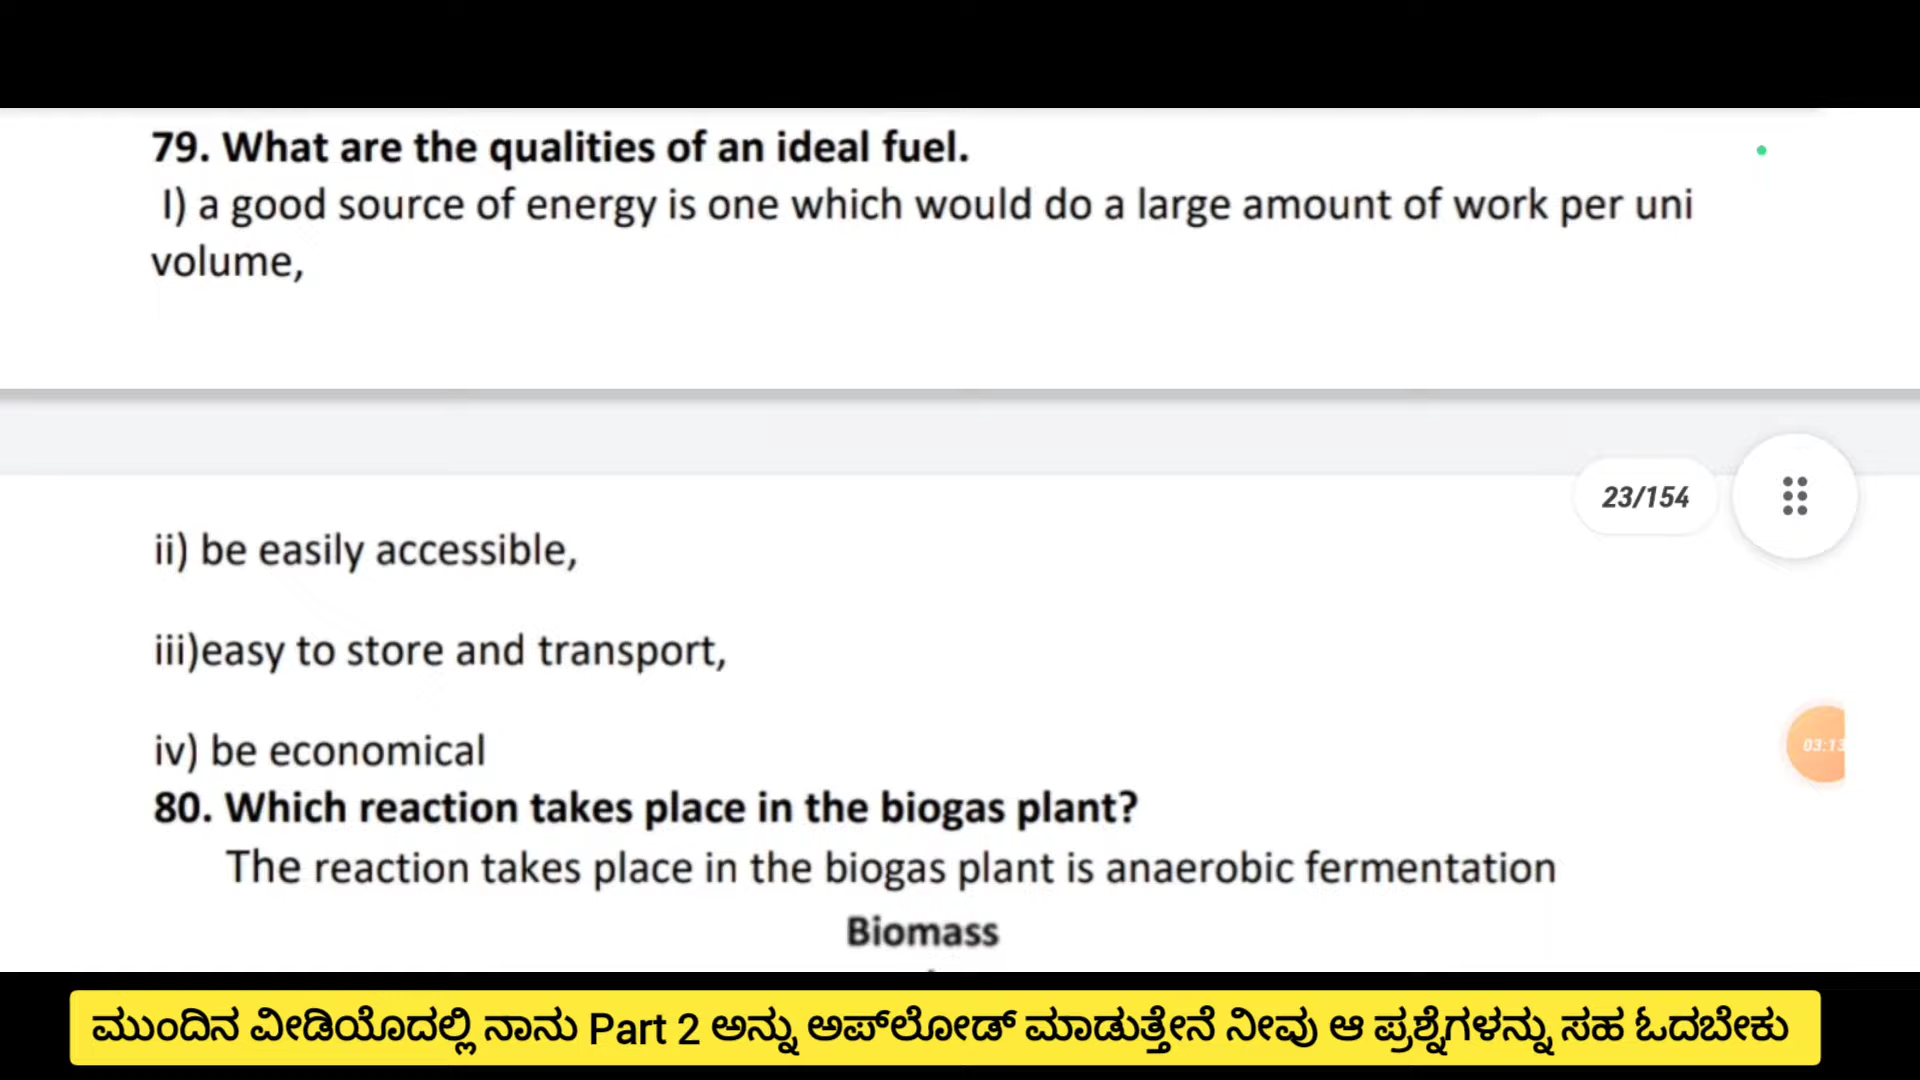 79. What are the qualities of an ideal fuel.
I) a good source of energy is one which would do a large amount of work per uni
volume,
23/154
ii) be easily accessible,
iii)easy to store and transport,
03:13
iv) be economical
80. Which reaction takes place in the biogas plant?
The reaction takes place in the biogas plant is anaerobic fermentation
Biomass
ಮುಂದಿನ ವೀಡಿಯೊದಲ್ಲಿ ನಾನು Part 2 ಅನ್ನು ಅಪ್‌ಲೋಡ್ ಮಾಡುತ್ತೇನೆ ನೀವು ಆ ಪ್ರಶ್ನೆಗಳನ್ನು ಸಹ ಓದಬೇಕು